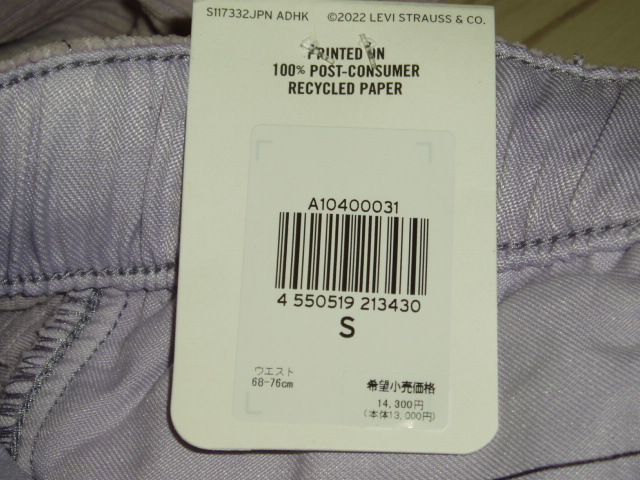 S117332JPN ADHK ©2022 LEVI STRAUSS & CO.
PRINTED ON
100% POST-CONSUMER
RECYCLED PAPER
A10400031
4 550519 213430
S
ウエスト
68-76cm
希望小売価格
14,300円
(本体13,000円)